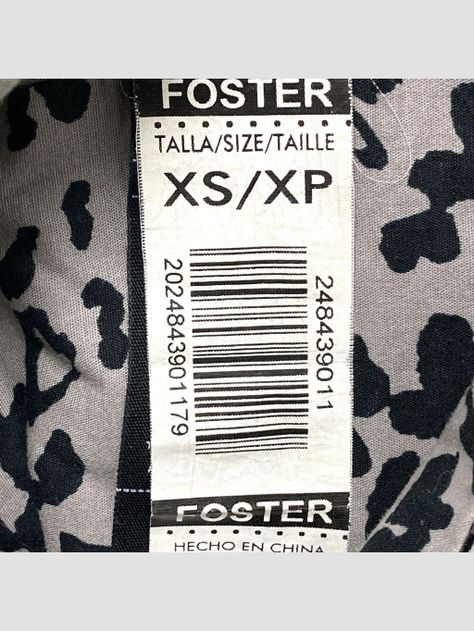 FOSTER
TALLA/SIZE/TAILLE
XS/XP
2024843901179
248439011
FOSTER
HECHO EN CHINA